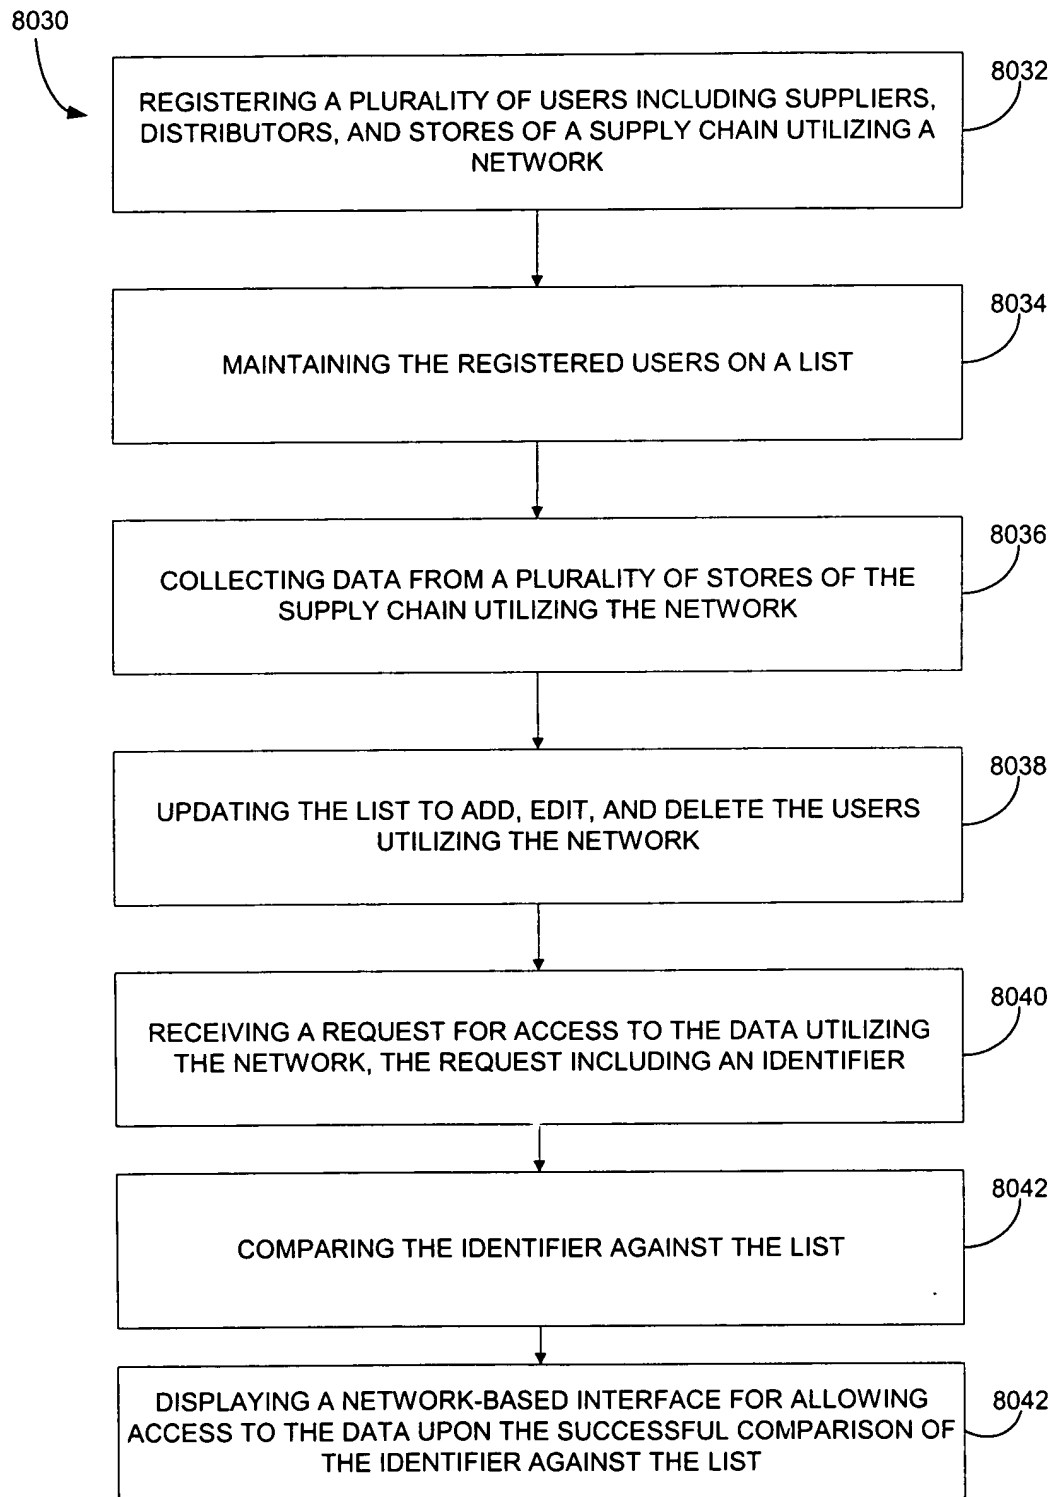 8030
8032
REGISTERING A PLURALITY OF USERS INCLUDING SUPPLIERS,
DISTRIBUTORS, AND STORES OF A SUPPLY CHAIN UTILIZING A
NETWORK
8034
MAINTAINING THE REGISTERED USERS ON A LIST
8036
COLLECTING DATA FROM A PLURALITY OF STORES OF THE
SUPPLY CHAIN UTILIZING THE NETWORK
8038
UPDATING THE LIST TO ADD, EDIT, AND DELETE THE USERS
UTILIZING THE NETWORK
8040
RECEIVING A REQUEST FOR ACCESS TO THE DATA UTILIZING
THE NETWORK, THE REQUEST INCLUDING AN IDENTIFIER
8042
COMPARING THE IDENTIFIER AGAINST THE LIST
8042
DISPLAYING A NETWORK-BASED INTERFACE FOR ALLOWING
ACCESS TO THE DATA UPON THE SUCCESSFUL COMPARISON OF
THE IDENTIFIER AGAINST THE LIST